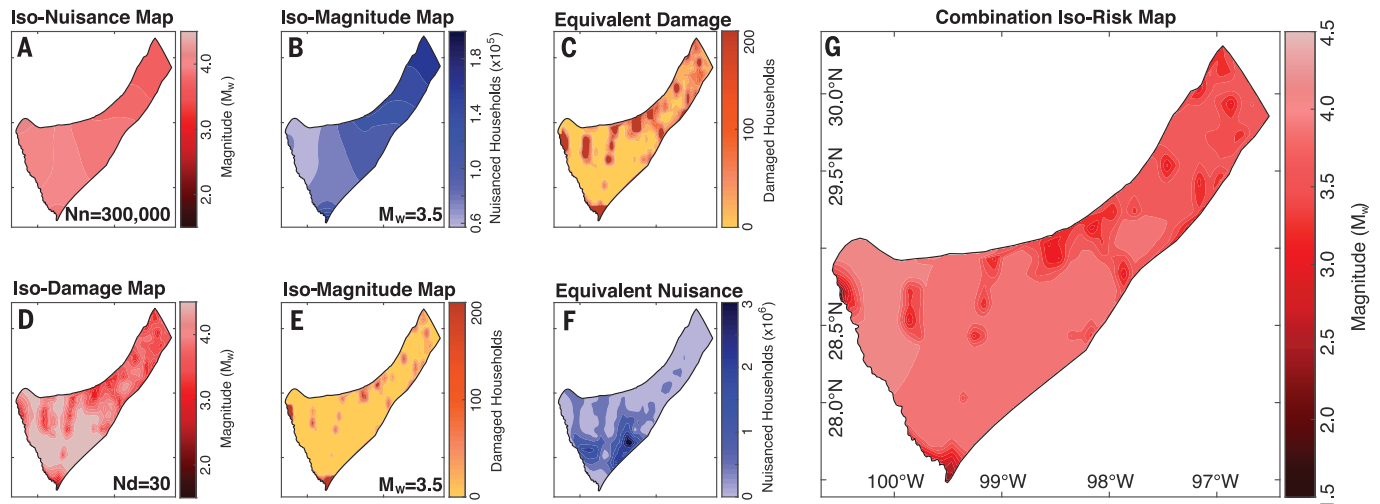 Iso-Nuisance Map
A
Nn=300,000
4.0
3.0
2.0
Magnitude (Mw)
Iso-Magnitude Map
B
Mw=3.5
1.8
1.4
1.0
0.6
Nuisanced Households (x10⁵)
Equivalent Damage
C
200
100
0
Damaged Households
Iso-Damage Map
D
Nd=30
4.0
3.0
2.0
Magnitude (Mw)
Iso-Magnitude Map
E
Mw=3.5
200
100
0
Damaged Households
Equivalent Nuisance
F
3
2
1
0
Nuisanced Households (x10⁶)
Combination Iso-Risk Map
G
30.0°N
29.5°N
28.5°N
28.0°N
100°W
99°W
98°W
97°W
4.5
4.0
3.5
3.0
2.5
2.0
1.5
Magnitude (Mw)